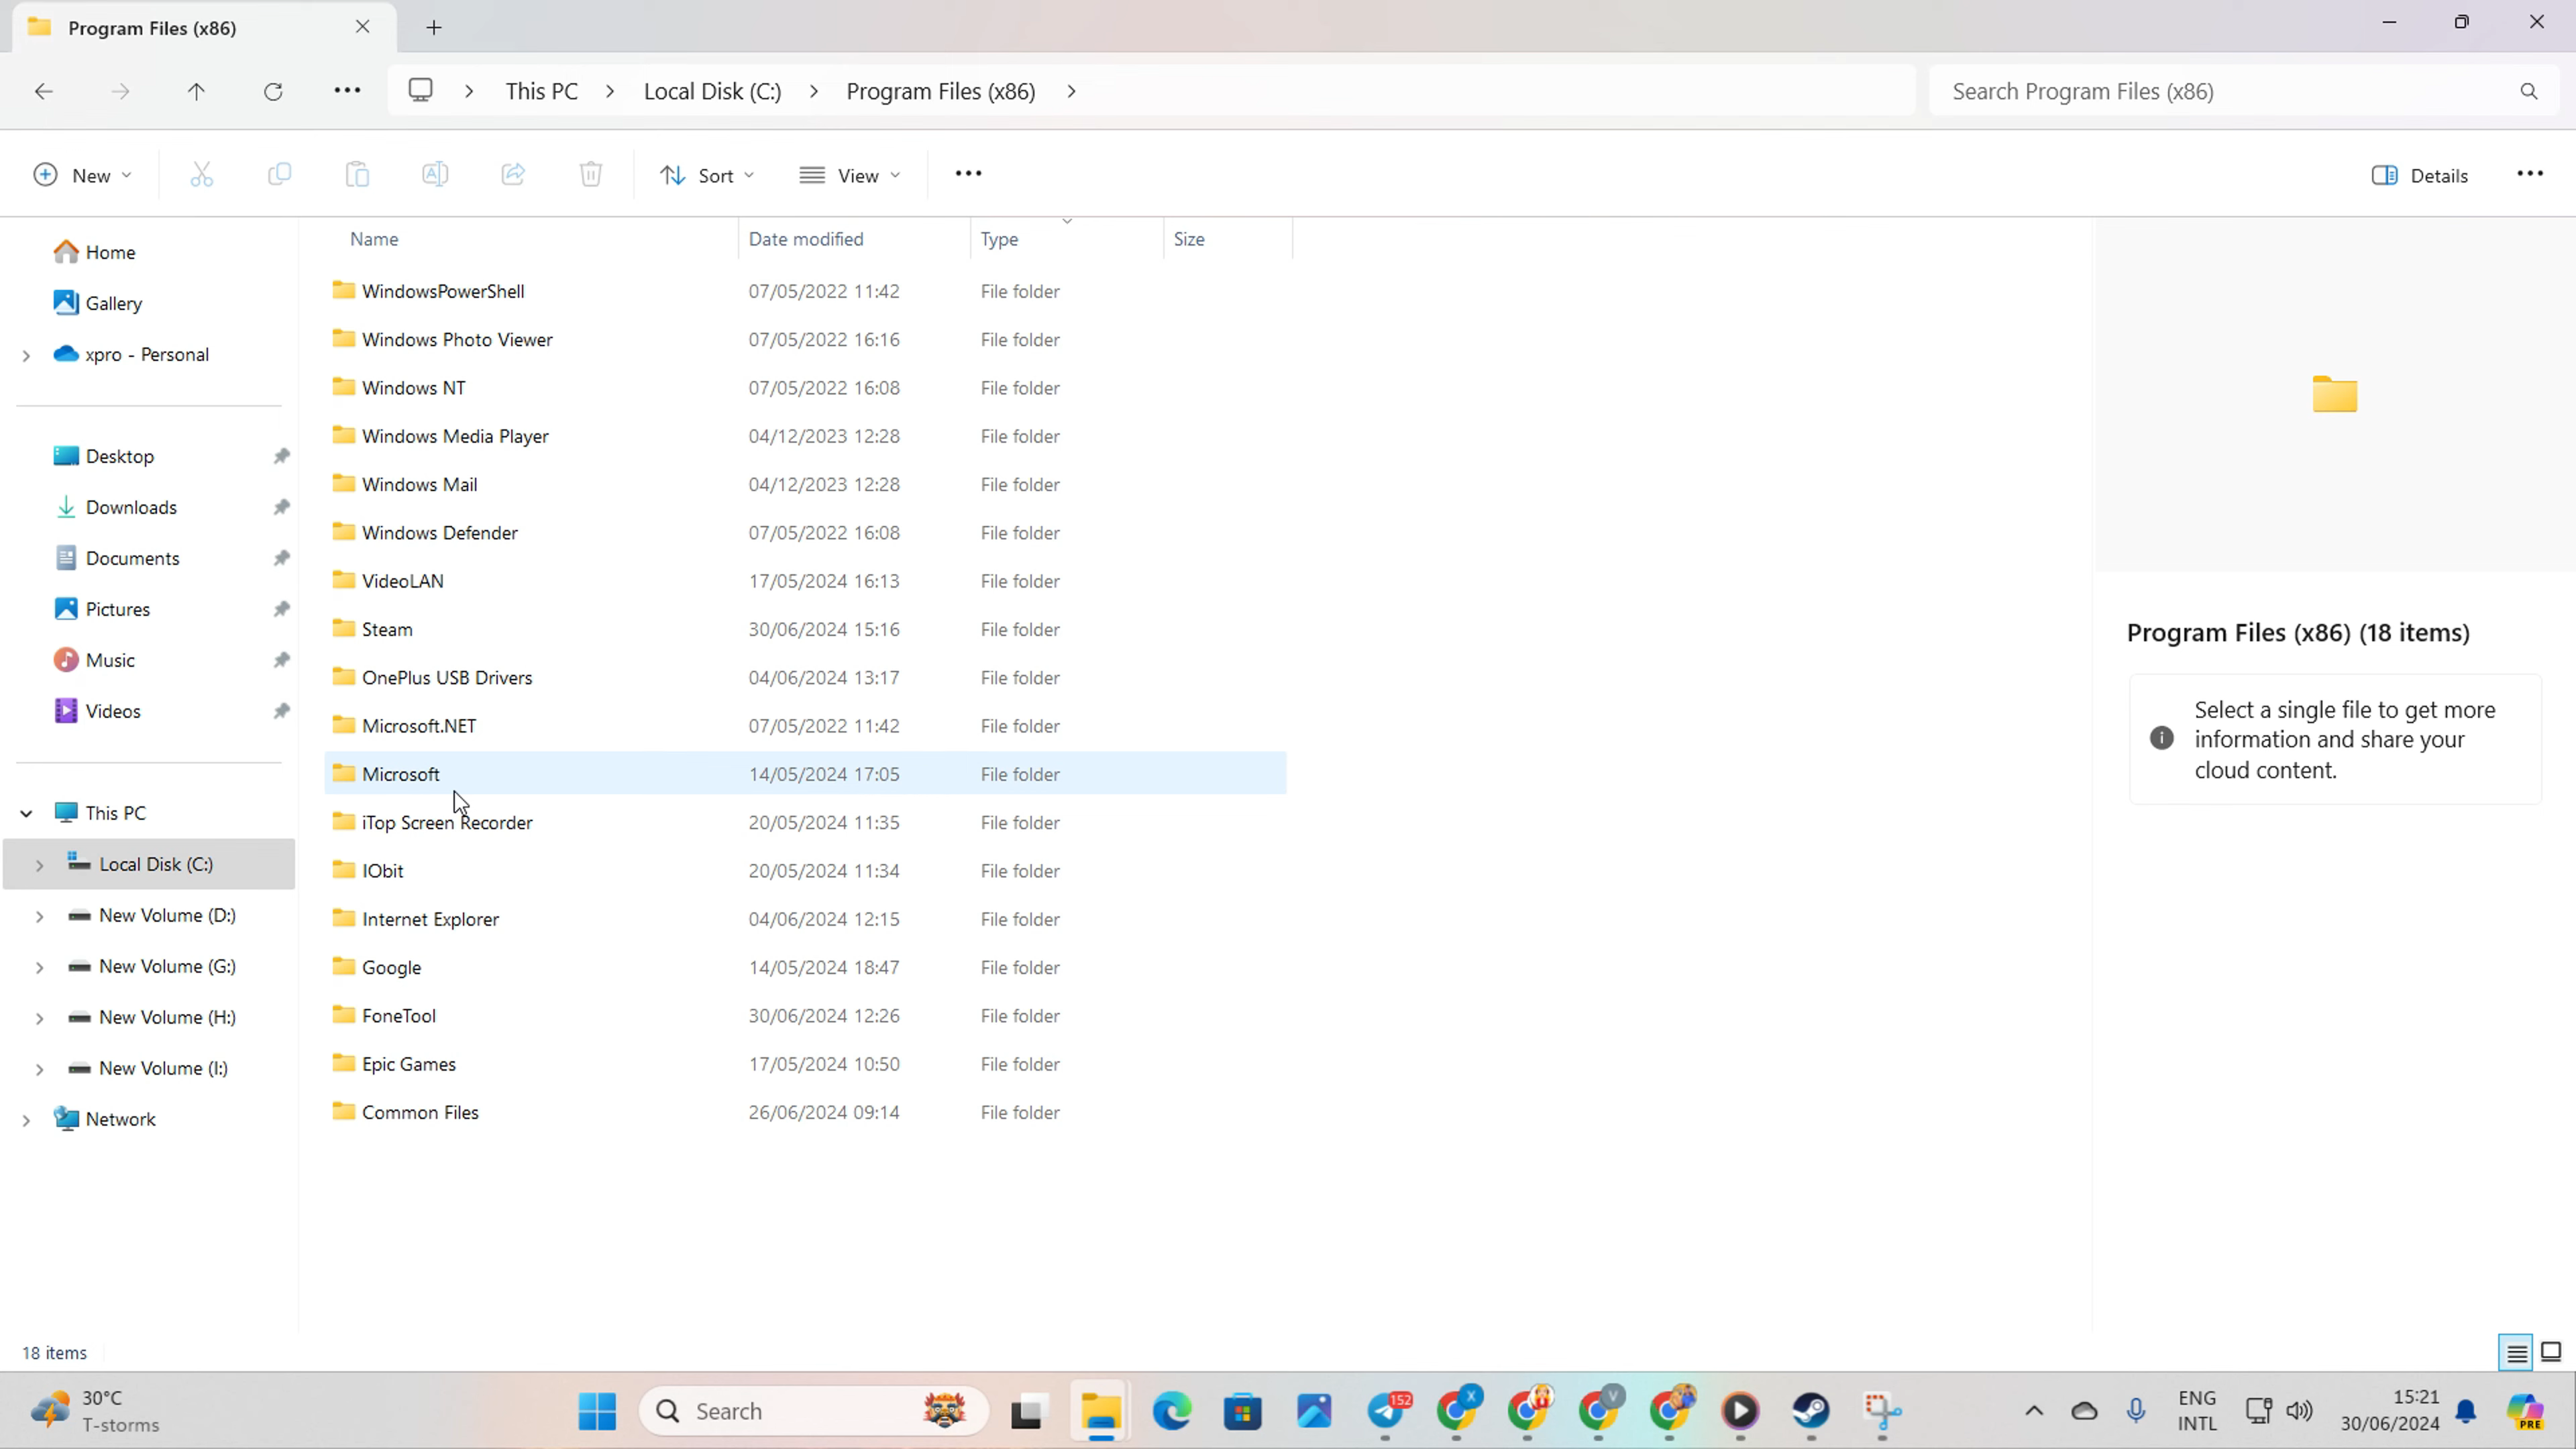 Program Files (x86)
This PC > Local Disk (C:) > Program Files (x86) >
Search Program Files (x86)
New
Sort
View
Details
Home
Gallery
xpro - Personal
Desktop
Downloads
Documents
Pictures
Music
Videos
This PC
Local Disk (C:)
New Volume (D:)
New Volume (G:)
New Volume (H:)
New Volume (I:)
Network
Name Date modified Type Size
WindowsPowerShell 07/05/2022 11:42 File folder
Windows Photo Viewer 07/05/2022 16:16 File folder
Windows NT 07/05/2022 16:08 File folder
Windows Media Player 04/12/2023 12:28 File folder
Windows Mail 04/12/2023 12:28 File folder
Windows Defender 07/05/2022 16:08 File folder
VideoLAN 17/05/2024 16:13 File folder
Steam 30/06/2024 15:16 File folder
OnePlus USB Drivers 04/06/2024 13:17 File folder
Microsoft.NET 07/05/2022 11:42 File folder
Microsoft 14/05/2024 17:05 File folder
iTop Screen Recorder 20/05/2024 11:35 File folder
IObit 20/05/2024 11:34 File folder
Internet Explorer 04/06/2024 12:15 File folder
Google 14/05/2024 18:47 File folder
FoneTool 30/06/2024 12:26 File folder
Epic Games 17/05/2024 10:50 File folder
Common Files 26/06/2024 09:14 File folder
Program Files (x86) (18 items)
Select a single file to get more
information and share your
cloud content.
18 items
30°C
T-storms
Search
152
X
V
ENG
INTL
15:21
30/06/2024
PRE